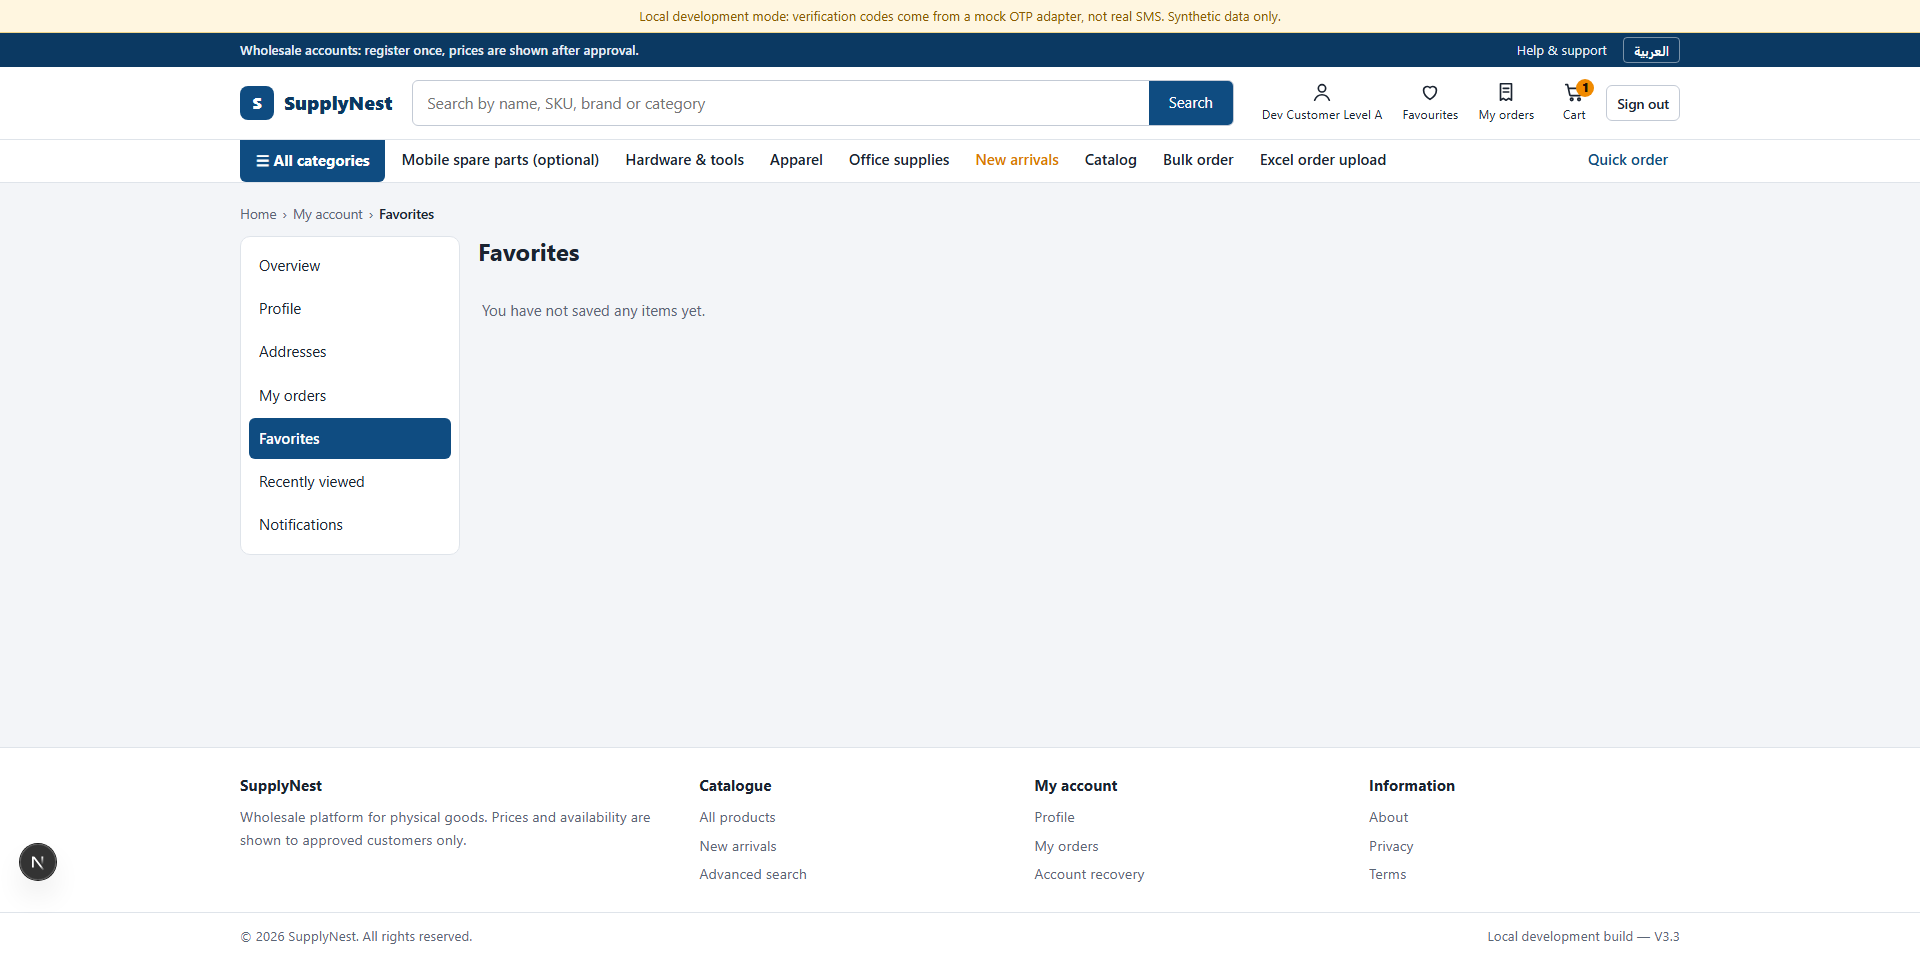 Local development mode: verification codes come from a mock OTP adapter, not real SMS. Synthetic data only.
Wholesale accounts: register once, prices are shown after approval.
Help & support
العربية
S
SupplyNest
Search by name, SKU, brand or category
Search
Dev Customer Level A
Favourites
My orders
1
Cart
Sign out
☰ All categories
Mobile spare parts (optional)
Hardware & tools
Apparel
Office supplies
New arrivals
Catalog
Bulk order
Excel order upload
Quick order
Home › My account › Favorites
Overview
Profile
Addresses
My orders
Favorites
Recently viewed
Notifications
Favorites
You have not saved any items yet.
SupplyNest
Wholesale platform for physical goods. Prices and availability are
shown to approved customers only.
Catalogue
All products
New arrivals
Advanced search
My account
Profile
My orders
Account recovery
Information
About
Privacy
Terms
N
© 2026 SupplyNest. All rights reserved.
Local development build — V3.3